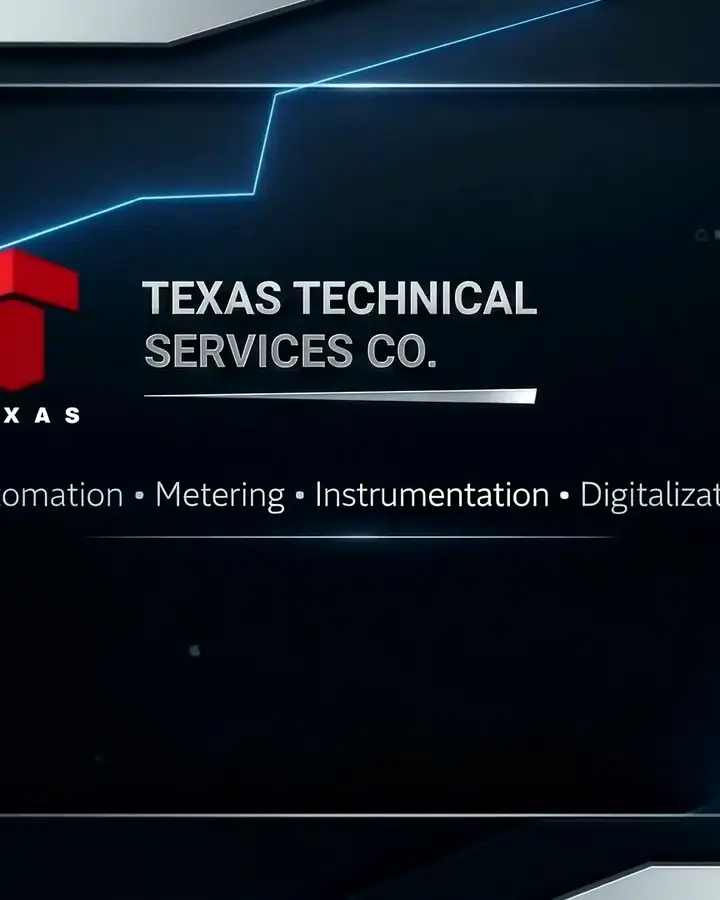 TEXAS TECHNICAL
SERVICES CO.
XAS
omation • Metering • Instrumentation • Digitalizat